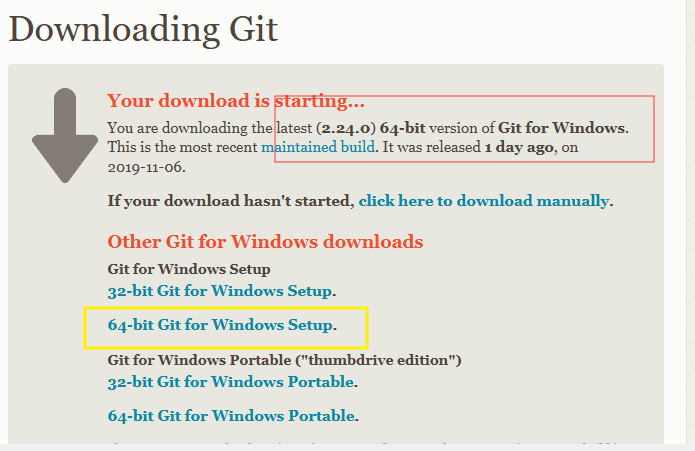 Downloading Git
Your download is starting...
You are downloading the latest (2.24.0) 64-bit version of Git for Windows.
This is the most recent maintained build. It was released 1 day ago, on
2019-11-06.
If your download hasn't started, click here to download manually.
Other Git for Windows downloads
Git for Windows Setup
32-bit Git for Windows Setup.
64-bit Git for Windows Setup.
Git for Windows Portable ("thumbdrive edition")
32-bit Git for Windows Portable.
64-bit Git for Windows Portable.